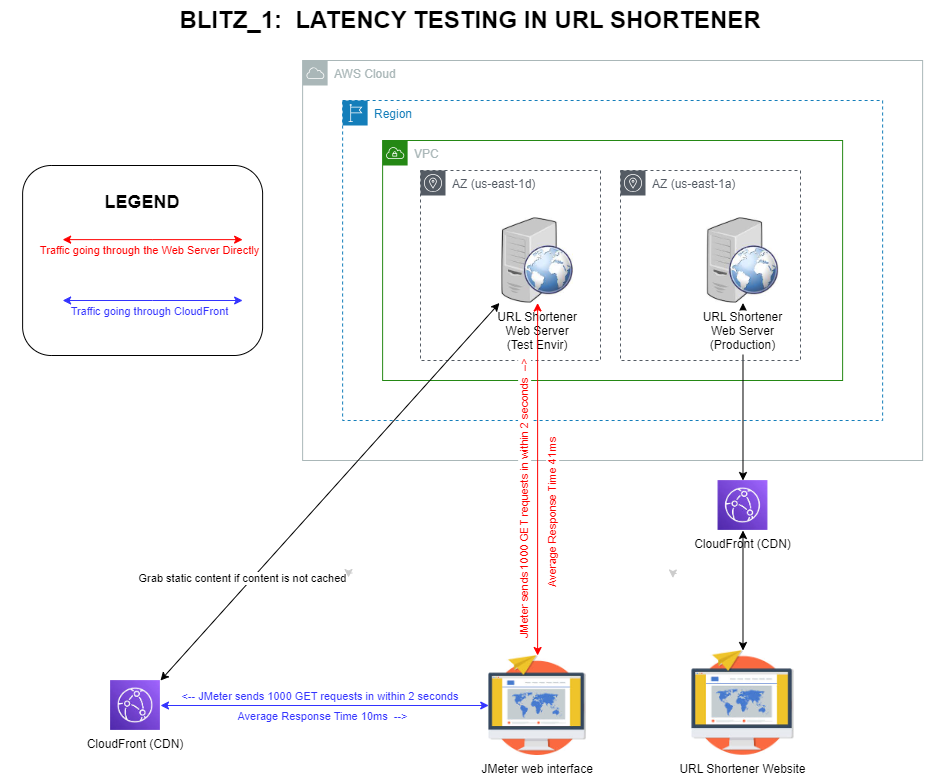 BLITZ_1:  LATENCY TESTING IN URL SHORTENER
AWS Cloud
Region
VPC
AZ (us-east-1d)
AZ (us-east-1a)
LEGEND
Traffic going through the Web Server Directly
Traffic going through CloudFront
URL Shortener
Web Server
(Test Envir)
URL Shortener
Web Server
(Production)
JMeter sends 1000 GET requests in within 2 seconds -->
Average Response Time 41ms
CloudFront (CDN)
Grab static content if content is not cached
<-- JMeter sends 1000 GET requests in within 2 seconds
Average Response Time 10ms -->
CloudFront (CDN)
JMeter web interface
URL Shortener Website